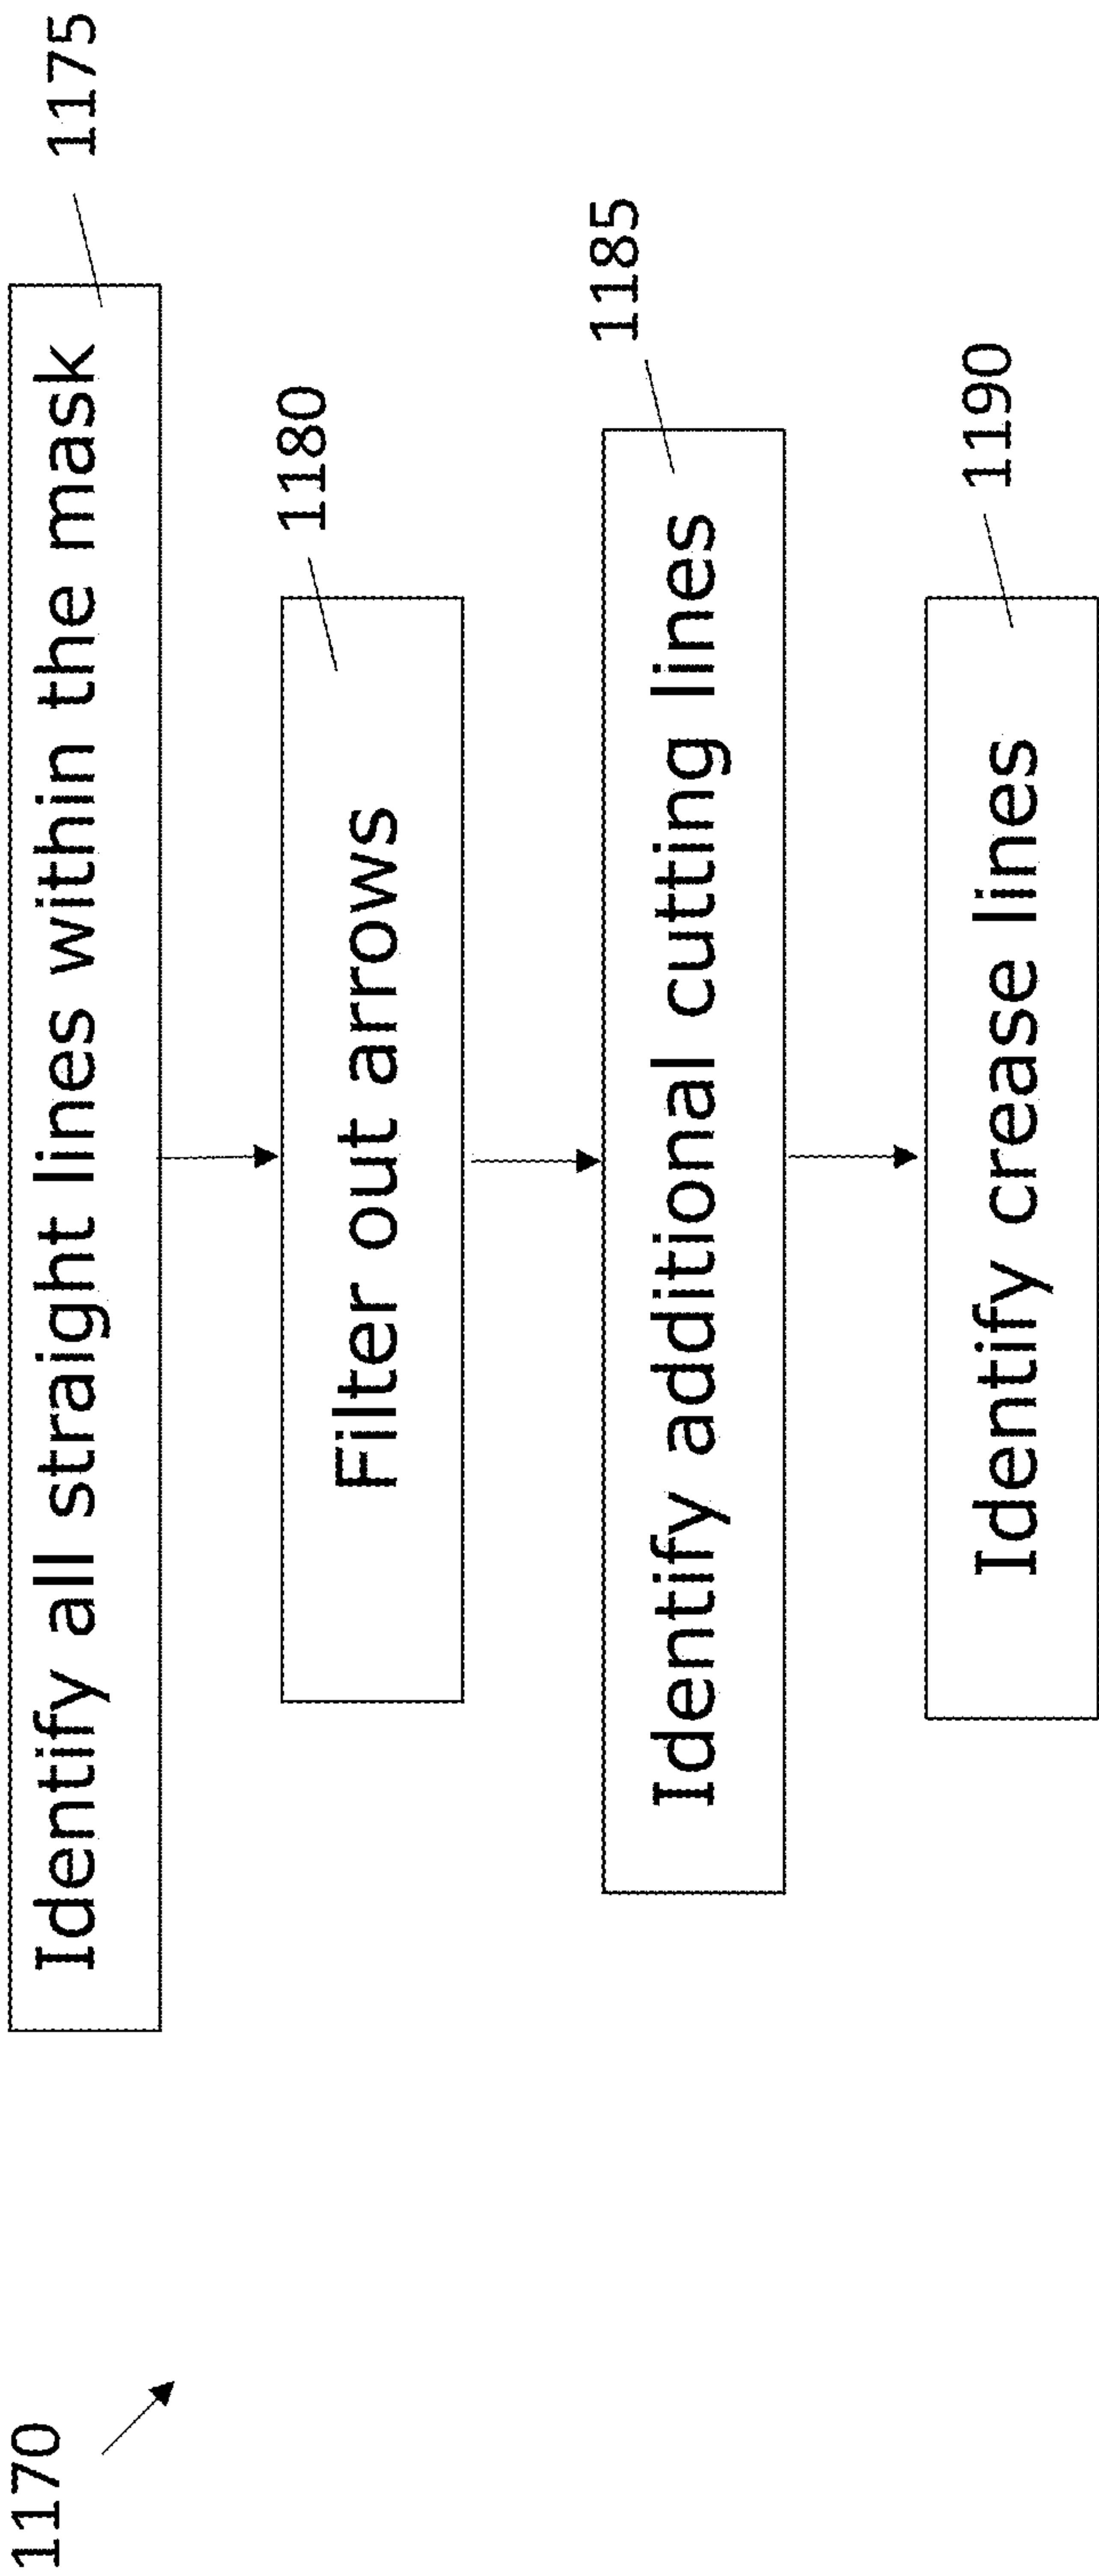 1170
Identify all straight lines within the mask
1175
Filter out arrows
1180
Identify additional cutting lines
1185
Identify crease lines
1190